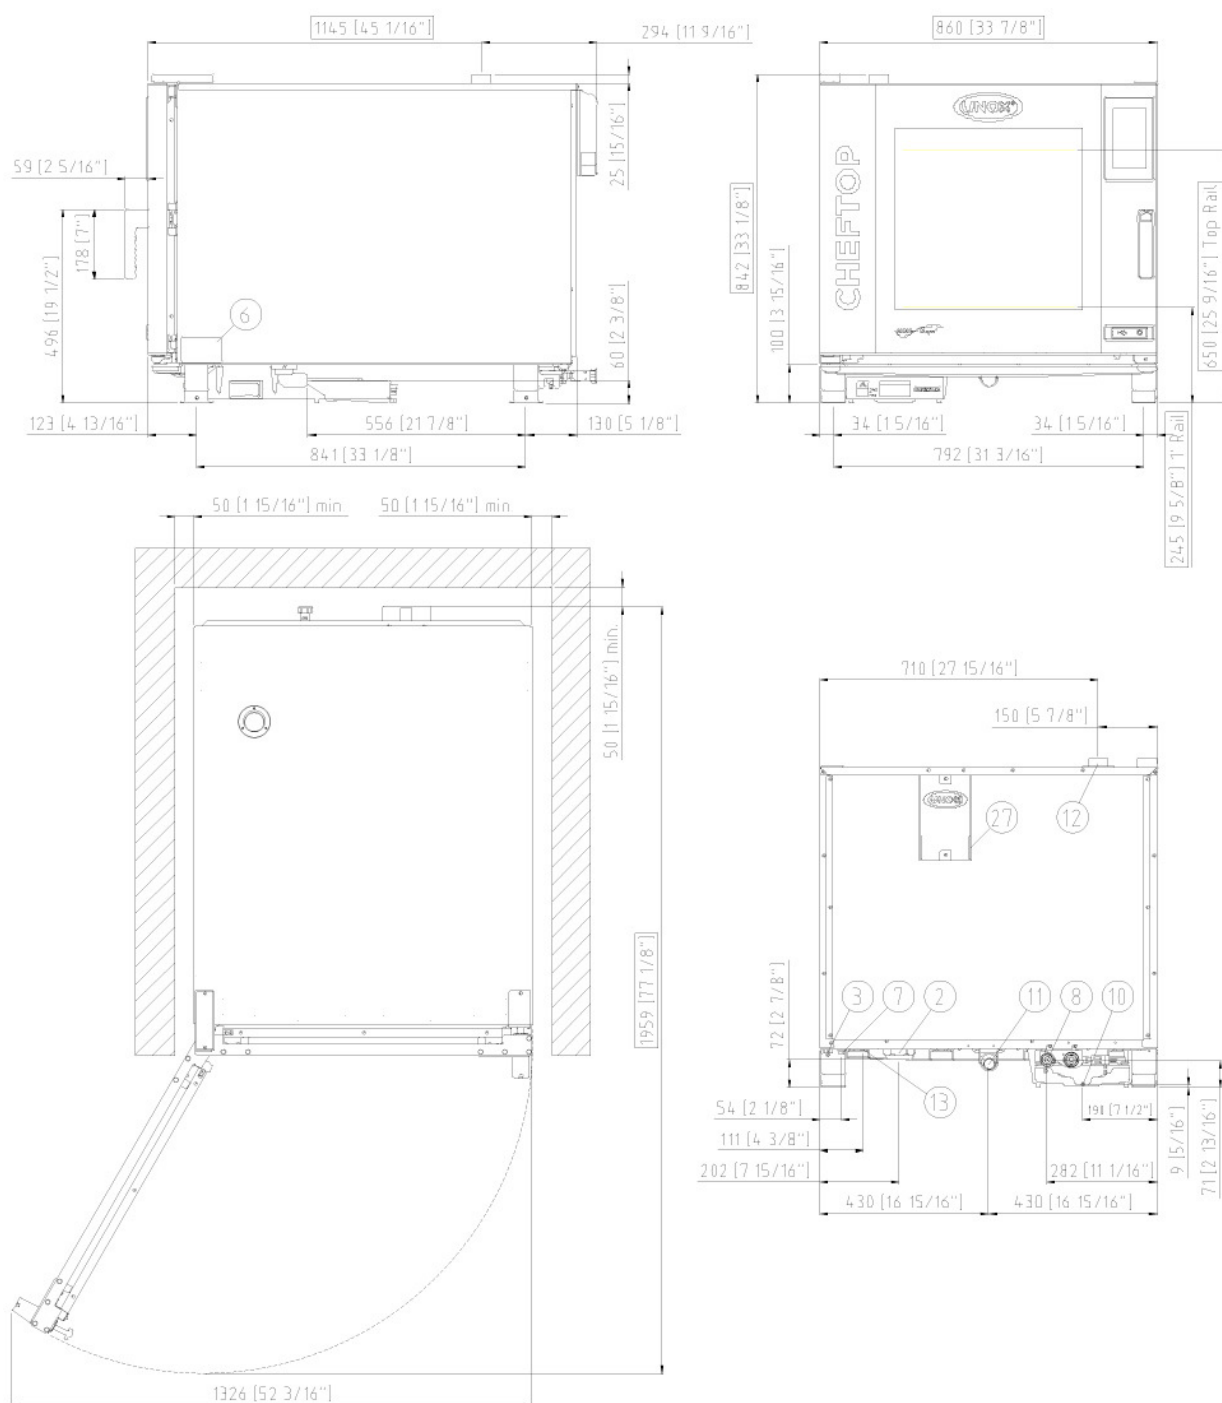 1145 [45 1/16"]
294 [11 9/16"]
25 [15/16"]
59 [2 5/16"]
178 [7"]
496 [19 1/2"]
6
60 [2 3/8"]
123 [4 13/16"]
556 [21 7/8"]
130 [5 1/8"]
841 [33 1/8"]
860 [33 7/8"]
UNOX
CHEFTOP
842 [33 1/8"]
100 [3 15/16"]
650 [25 9/16"] Top Rail
245 [9 5/8"] 1' Rail
34 [1 5/16"]
34 [1 5/16"]
792 [31 3/16"]
50 [1 15/16"] min
50 [1 15/16"] min
50 [1 15/16"] min.
1959 [77 1/8"]
1326 [52 3/16"]
710 [27 15/16"]
150 [5 7/8"]
UNOX
27
12
3
7
2
11
8
10
13
72 [2 7/8"]
54 [2 1/8"]
111 [4 3/8"]
202 [7 15/16"]
430 [16 15/16"]
430 [16 15/16"]
190 [7 1/2"]
282 [11 1/16"]
9 [5/16"]
71 [2 13/16"]